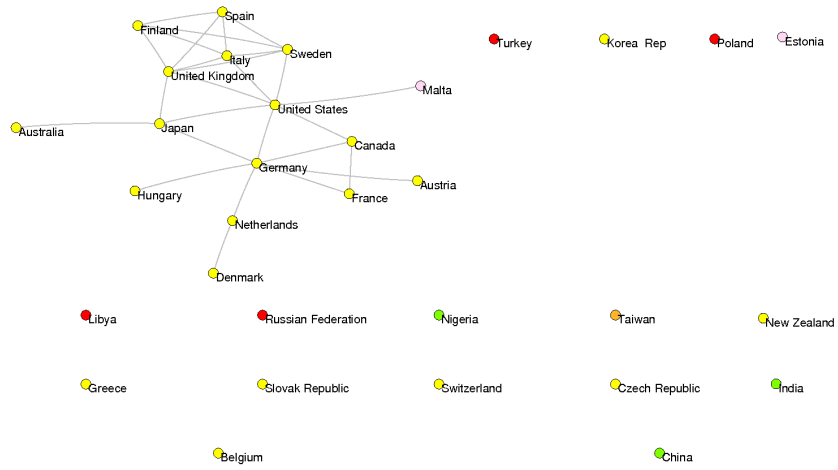 Spain
Finland
Turkey
Korea Rep
Poland
Estonia
Sweden
Italy
United Kingdom
Malta
United States
Australia
Japan
Canada
Germany
Austria
Hungary
France
Netherlands
Denmark
Libya
Russian Federation
Nigeria
Taiwan
New Zealand
Greece
Slovak Republic
Switzerland
Czech Republic
India
Belgium
China